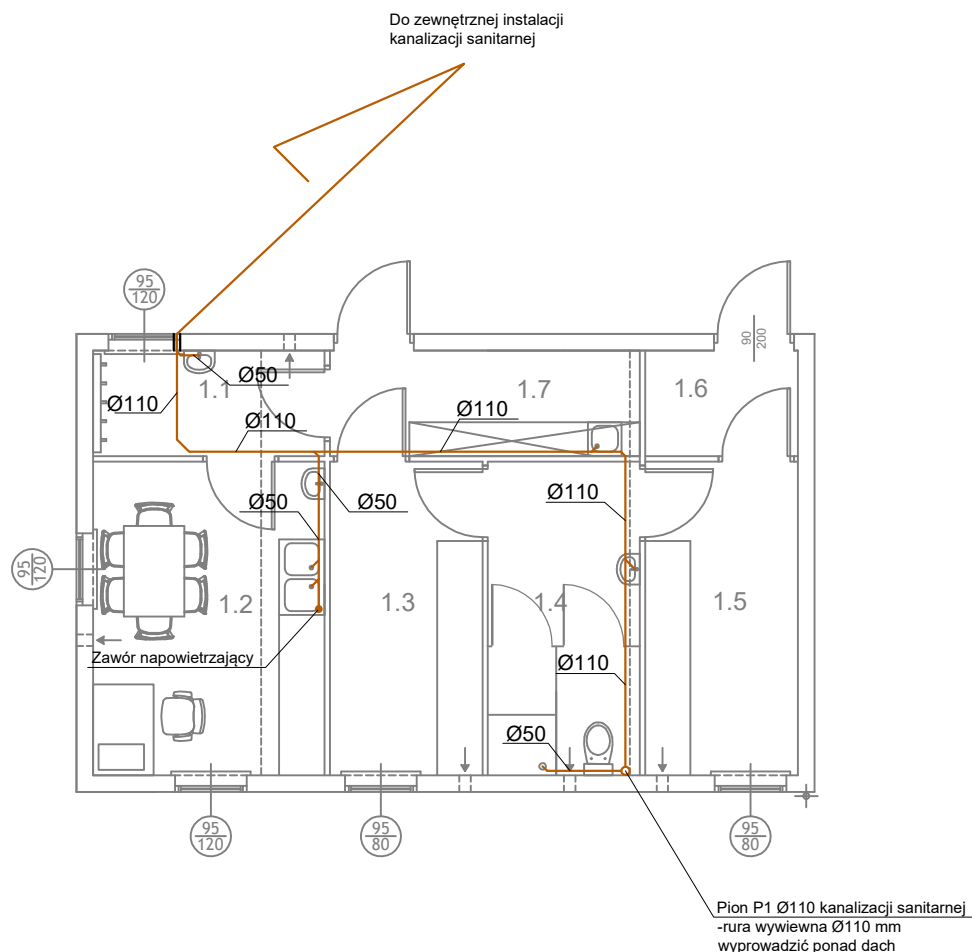 Do zewnętrznej instalacji
kanalizacji sanitarnej
95
120
90
200
1.1
Ø50
1.7
1.6
Ø110
Ø110
Ø110
Ø50
Ø50
Ø110
95
120
1.2
1.3
1.4
1.5
Zawór napowietrzający
Ø110
Ø50
95
120
95
80
95
80
Pion P1 Ø110 kanalizacji sanitarnej
-rura wywiewna Ø110 mm
wyprowadzić ponad dach